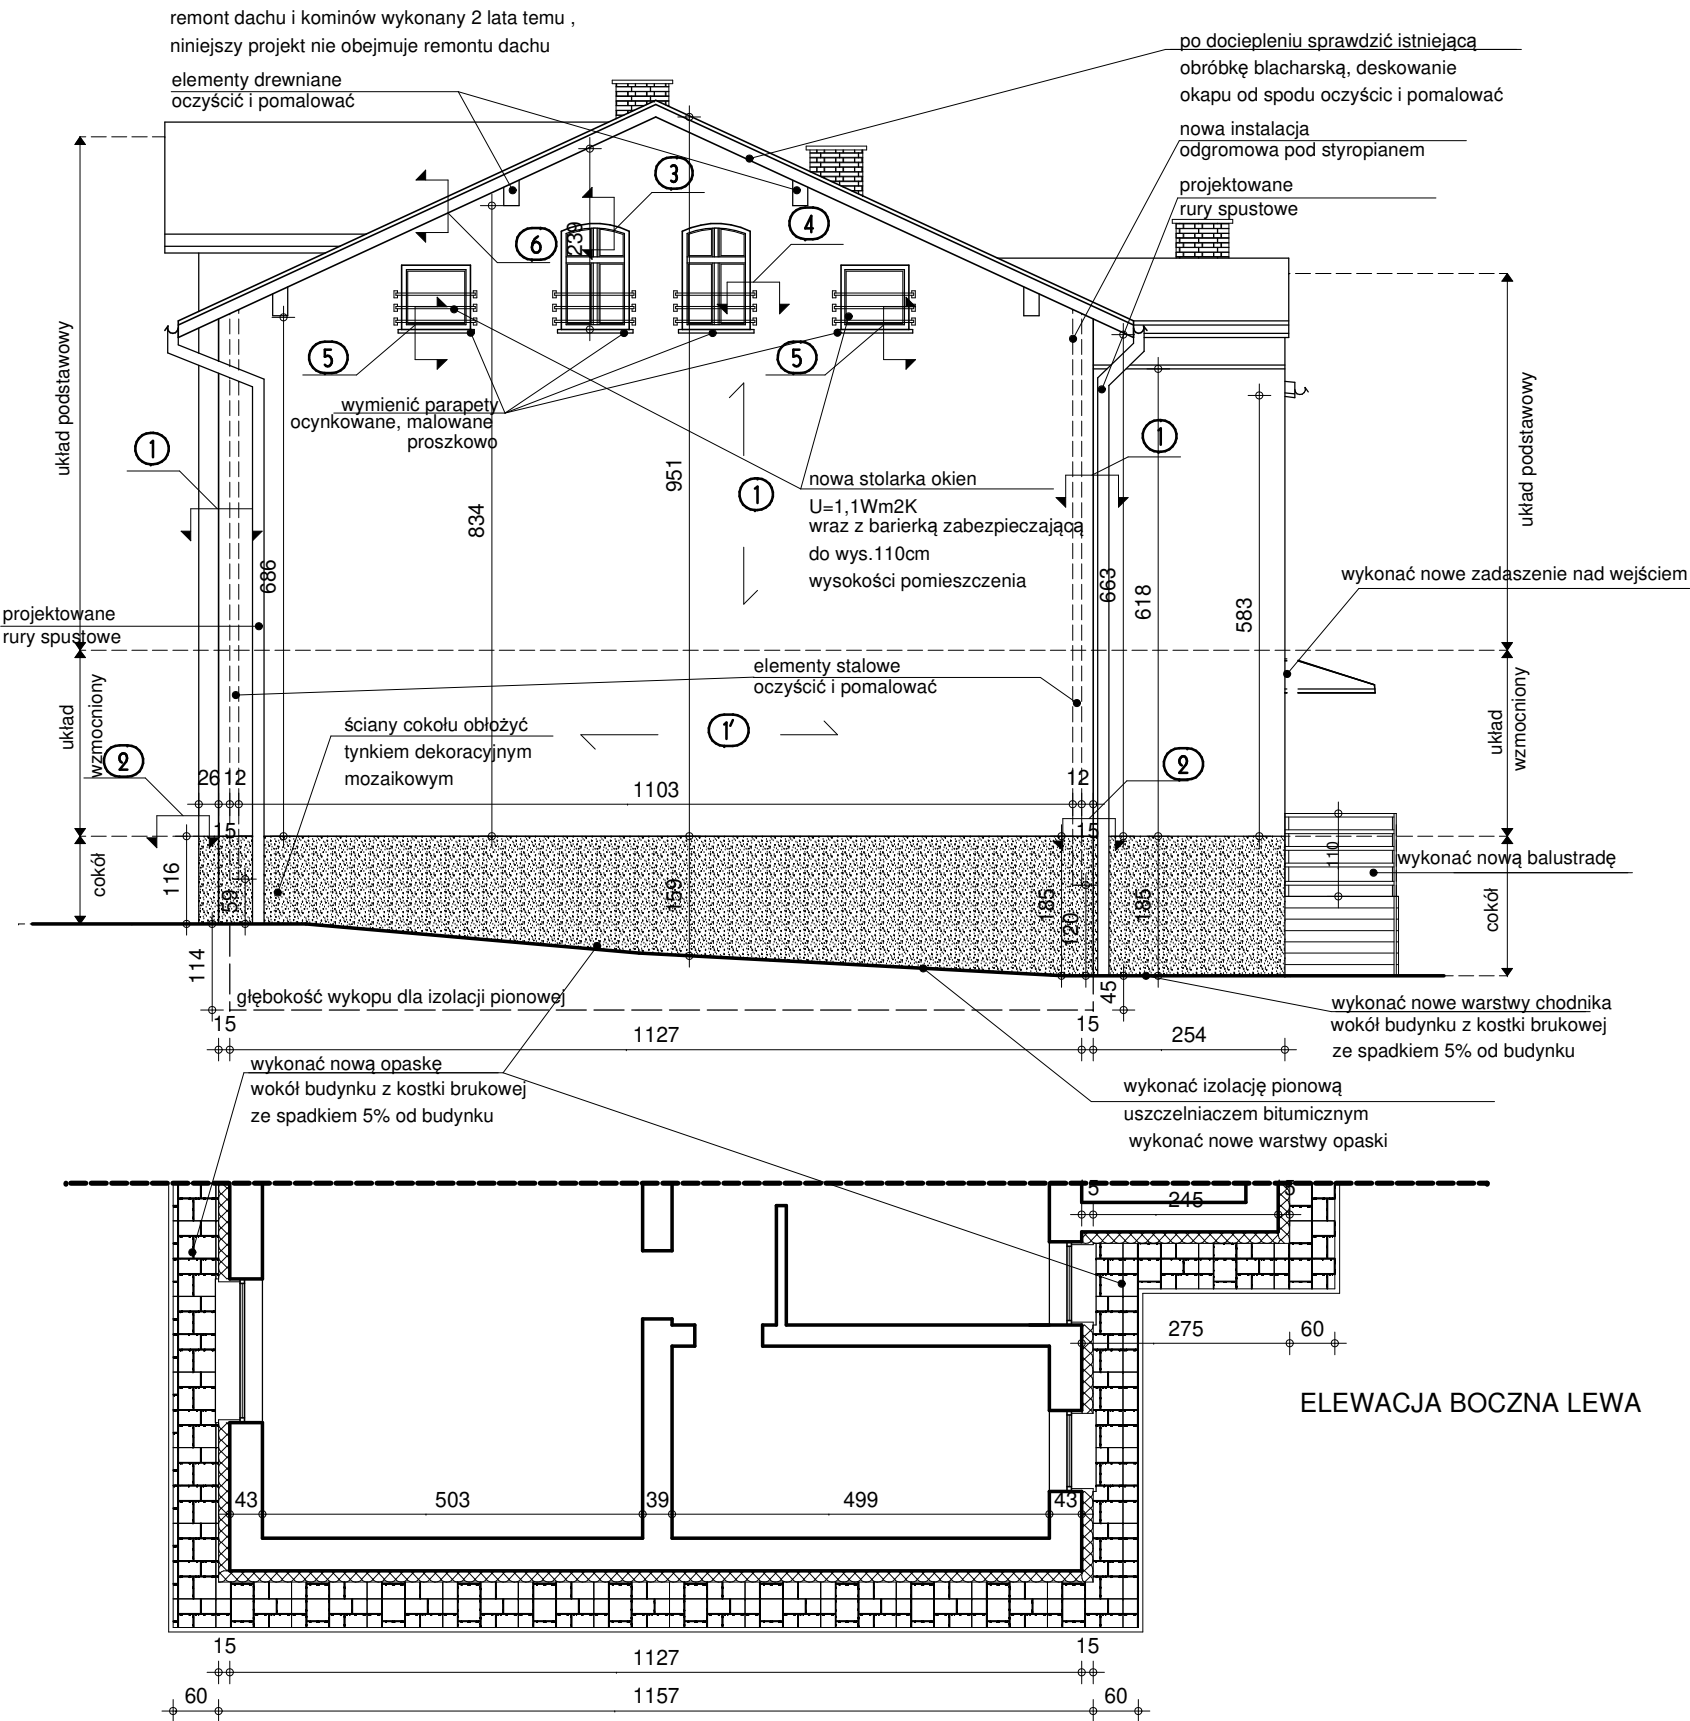 remont dachu i kominów wykonany 2 lata temu ,
niniejszy projekt nie obejmuje remontu dachu
elementy drewniane
oczyścić i pomalować
po dociepleniu sprawdzić istniejącą
obróbkę blacharską, deskowanie
okapu od spodu oczyścic i pomalować
nowa instalacja
odgromowa pod styropianem
projektowane
rury spustowe
3
4
6
239
5
5
układ podstawowy
układ podstawowy
wymienić parapety
ocynkowane, malowane
proszkowo
1
1
1
951
834
686
663
618
583
nowa stolarka okien
U=1,1Wm2K
wraz z barierką zabezpieczającą
do wys.110cm
wysokości pomieszczenia
wykonać nowe zadaszenie nad wejściem
projektowane
rury spustowe
elementy stalowe
oczyścić i pomalować
układ
wzmocniony
układ
wzmocniony
ściany cokołu obłożyć
tynkiem dekoracyjnym
mozaikowym
1'
2
2
26
12
1103
12
15
15
cokół
116
59
159
185
120
185
110
wykonać nową balustradę
cokół
114
głębokość wykopu dla izolacji pionowej
45
wykonać nowe warstwy chodnika
wokół budynku z kostki brukowej
ze spadkiem 5% od budynku
15
1127
15
254
wykonać nową opaskę
wokół budynku z kostki brukowej
ze spadkiem 5% od budynku
wykonać izolację pionową
uszczelniaczem bitumicznym
wykonać nowe warstwy opaski
5
245
5
275
60
ELEWACJA BOCZNA LEWA
43
503
39
499
43
15
1127
15
60
1157
60